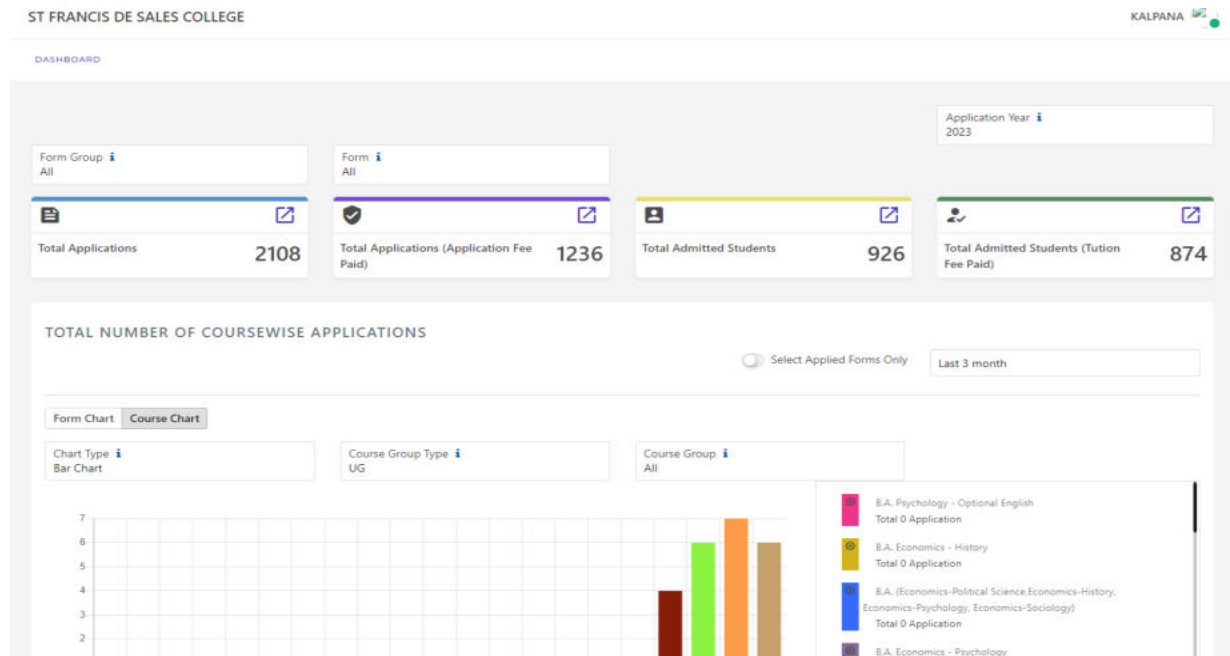 ST FRANCIS DE SALES COLLEGE
KALPANA
DASHBOARD
Application Year i
2023
Form Group i
All
Form i
All
Total Applications
2108
Total Applications (Application Fee
Paid)
1236
Total Admitted Students
926
Total Admitted Students (Tution
Fee Paid)
874
TOTAL NUMBER OF COURSEWISE APPLICATIONS
Select Applied Forms Only
Last 3 month
Form Chart
Course Chart
Chart Type i
Bar Chart
Course Group Type i
UG
Course Group i
All
7
6
5
4
3
2
B.A. Psychology - Optional English
Total 0 Application
B.A. Economics - History
Total 0 Application
B.A. (Economics-Political Science,Economics-History,
Economics-Psychology, Economics-Sociology)
Total 0 Application
B.A. Economics - Psychology